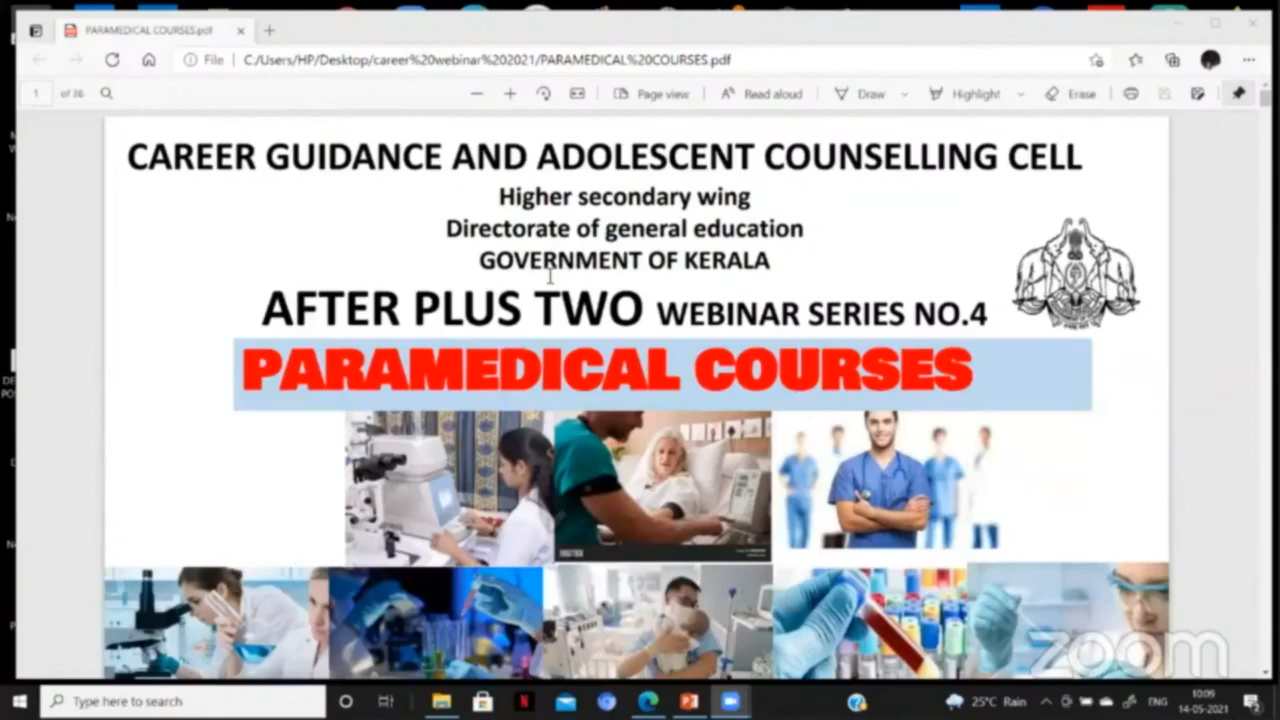 PARAMEDICAL COURSES.pdf
File
C:/Users/HP/Desktop/career%20webinar%202021/PARAMEDICAL%20COURSES.pdf
1 of 36
Page view
Read aloud
Draw
Highlight
Erase
CAREER GUIDANCE AND ADOLESCENT COUNSELLING CELL
Higher secondary wing
Directorate of general education
GOVERNMENT OF KERALA
AFTER PLUS TWO WEBINAR SERIES NO.4
PARAMEDICAL COURSES
zoom
Type here to search
25°C Rain
ENG
10:09
14-05-2021